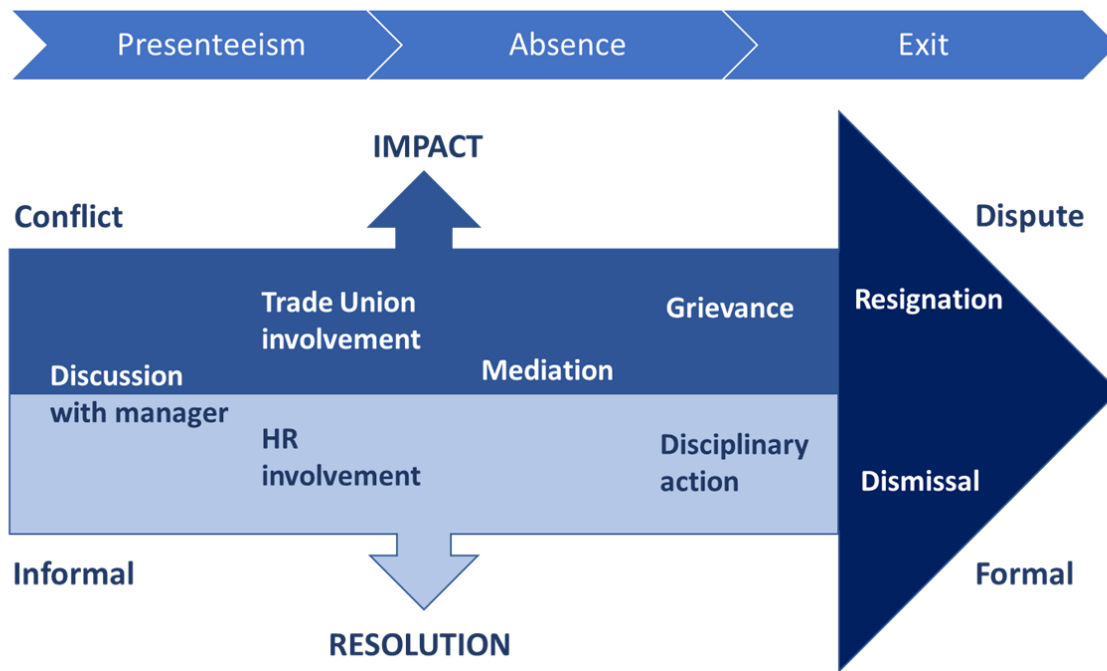 Presenteeism
Absence
Exit
IMPACT
Conflict
Dispute
Trade Union
involvement
Grievance
Resignation
Discussion
with manager
Mediation
HR
involvement
Disciplinary
action
Dismissal
Informal
Formal
RESOLUTION